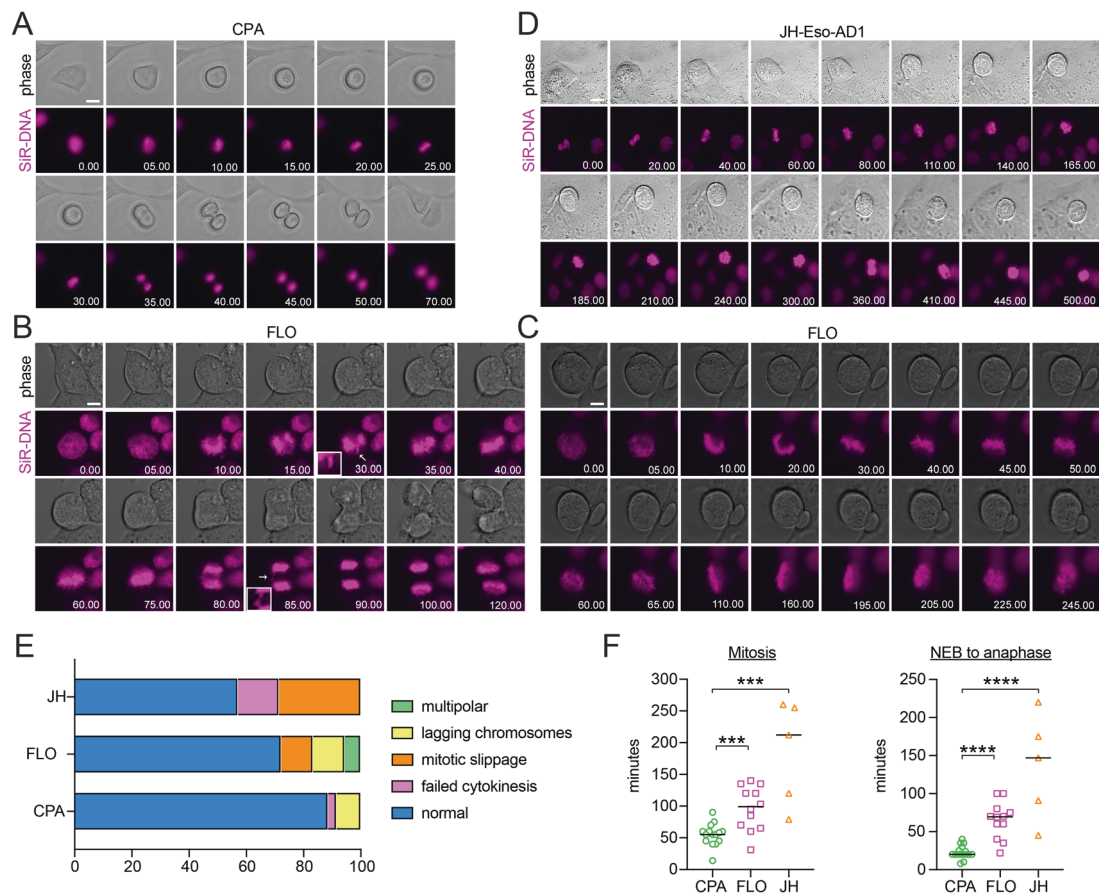 A
CPA
phase
SiR-DNA
0.00 05.00 10.00 15.00 20.00 25.00
30.00 35.00 40.00 45.00 50.00 70.00
D
JH-Eso-AD1
phase
SiR-DNA
0.00 20.00 40.00 60.00 80.00 110.00 140.00 165.00
185.00 210.00 240.00 300.00 360.00 410.00 445.00 500.00
B
FLO
phase
SiR-DNA
0.00 05.00 10.00 15.00 30.00 35.00 40.00
60.00 75.00 80.00 85.00 90.00 100.00 120.00
C
FLO
0.00 05.00 10.00 20.00 30.00 40.00 45.00 50.00
60.00 65.00 110.00 160.00 195.00 205.00 225.00 245.00
E
JH
FLO
CPA
0 20 40 60 80 100
multipolar
lagging chromosomes
mitotic slippage
failed cytokinesis
normal
F
Mitosis
minutes
300
250
200
150
100
50
0
***
***
CPA FLO JH
NEB to anaphase
minutes
250
200
150
100
50
0
****
****
CPA FLO JH